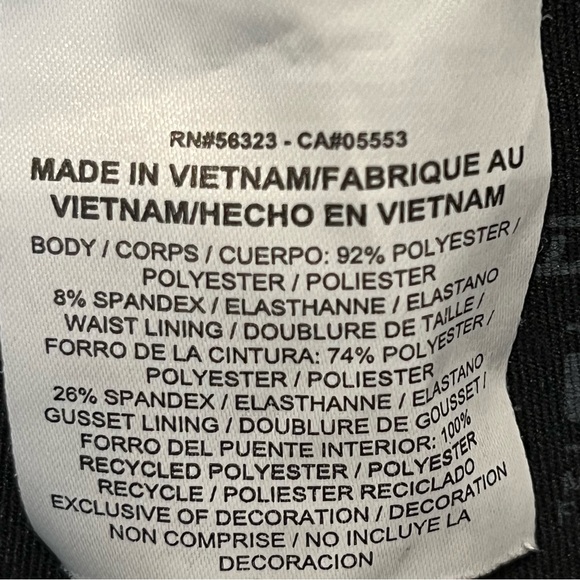 RN#56323 - CA#05553
MADE IN VIETNAM/FABRIQUE AU
VIETNAM/HECHO EN VIETNAM
BODY / CORPS / CUERPO: 92% POLYESTER /
POLYESTER / POLIESTER
8% SPANDEX / ELASTHANNE / ELASTANO
WAIST LINING / DOUBLURE DE TAILLE /
FORRO DE LA CINTURA: 74% POLYESTER /
POLYESTER / POLIESTER
26% SPANDEX / ELASTHANNE / ELASTANO
GUSSET LINING / DOUBLURE DE GOUSSET /
FORRO DEL PUENTE INTERIOR: 100%
RECYCLED POLYESTER / POLYESTER
RECYCLE / POLIESTER RECICLADO
EXCLUSIVE OF DECORATION / DECORATION
NON COMPRISE / NO INCLUYE LA
DECORACION